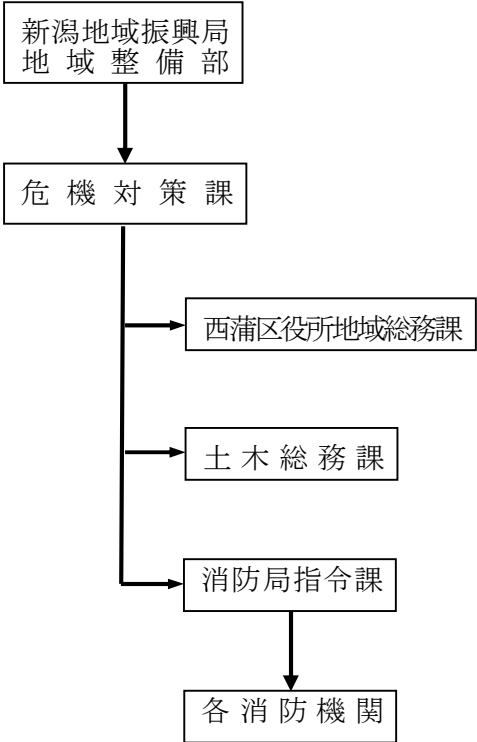 新潟地域振興局
地域整備部
危機対策課
西蒲区役所地域総務課
土木総務課
消防局指令課
各消防機関